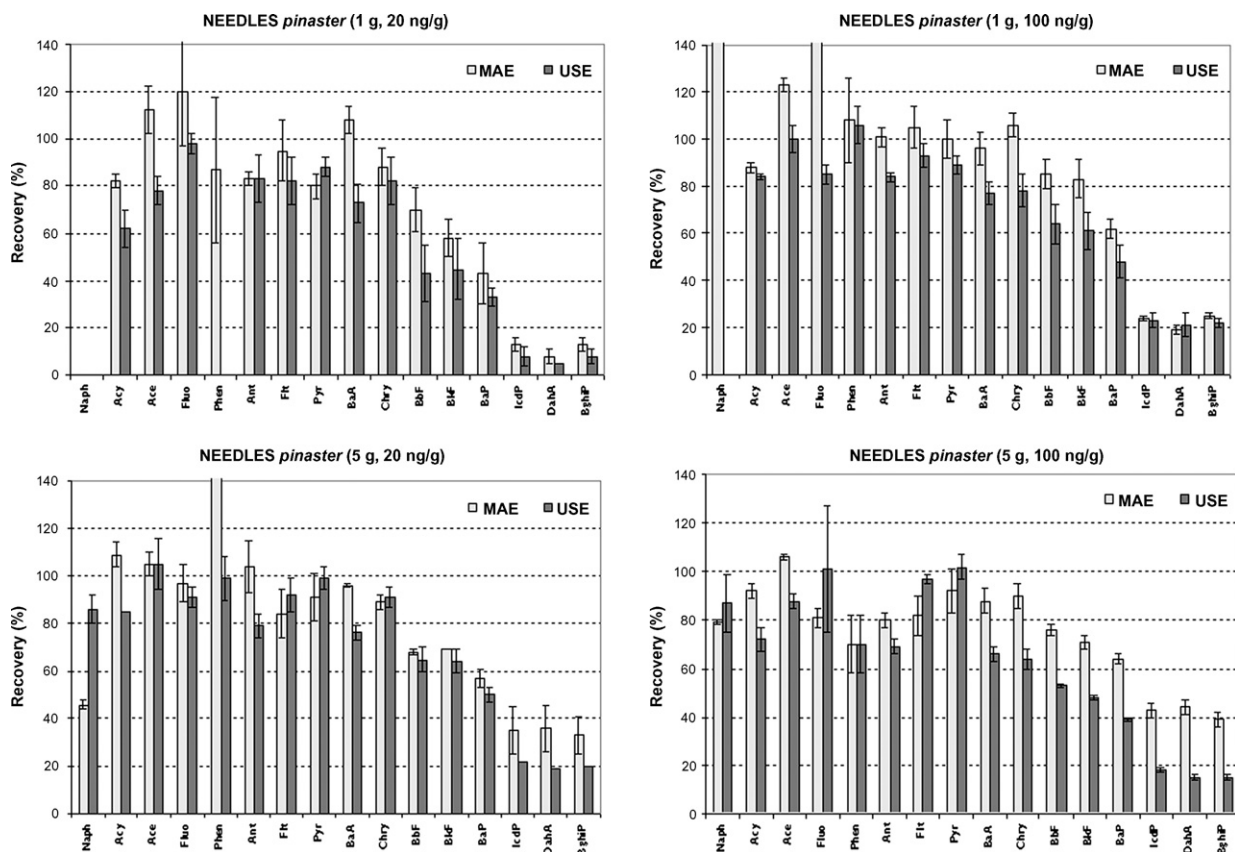 NEEDLES pinaster (1 g, 20 ng/g)
140
120
100
80
60
40
20
0
Recovery (%)
MAE USE
Naph Acy Ace Fluo Phen Ant Flt Pyr BaA Chry BbF BkF BaP IcdP DahA BghiP
NEEDLES pinaster (1 g, 100 ng/g)
140
120
100
80
60
40
20
0
Recovery (%)
MAE USE
Naph Acy Ace Fluo Phen Ant Flt Pyr BaA Chry BbF BkF BaP IcdP DahA BghiP
NEEDLES pinaster (5 g, 20 ng/g)
140
120
100
80
60
40
20
0
Recovery (%)
MAE USE
Naph Acy Ace Fluo Phen Ant Flt Pyr BaA Chry BbF BkF BaP IcdP DahA BghiP
NEEDLES pinaster (5 g, 100 ng/g)
140
120
100
80
60
40
20
0
Recovery (%)
MAE USE
Naph Acy Ace Fluo Phen Ant Flt Pyr BaA Chry BbF BkF BaP IcdP DahA BghiP